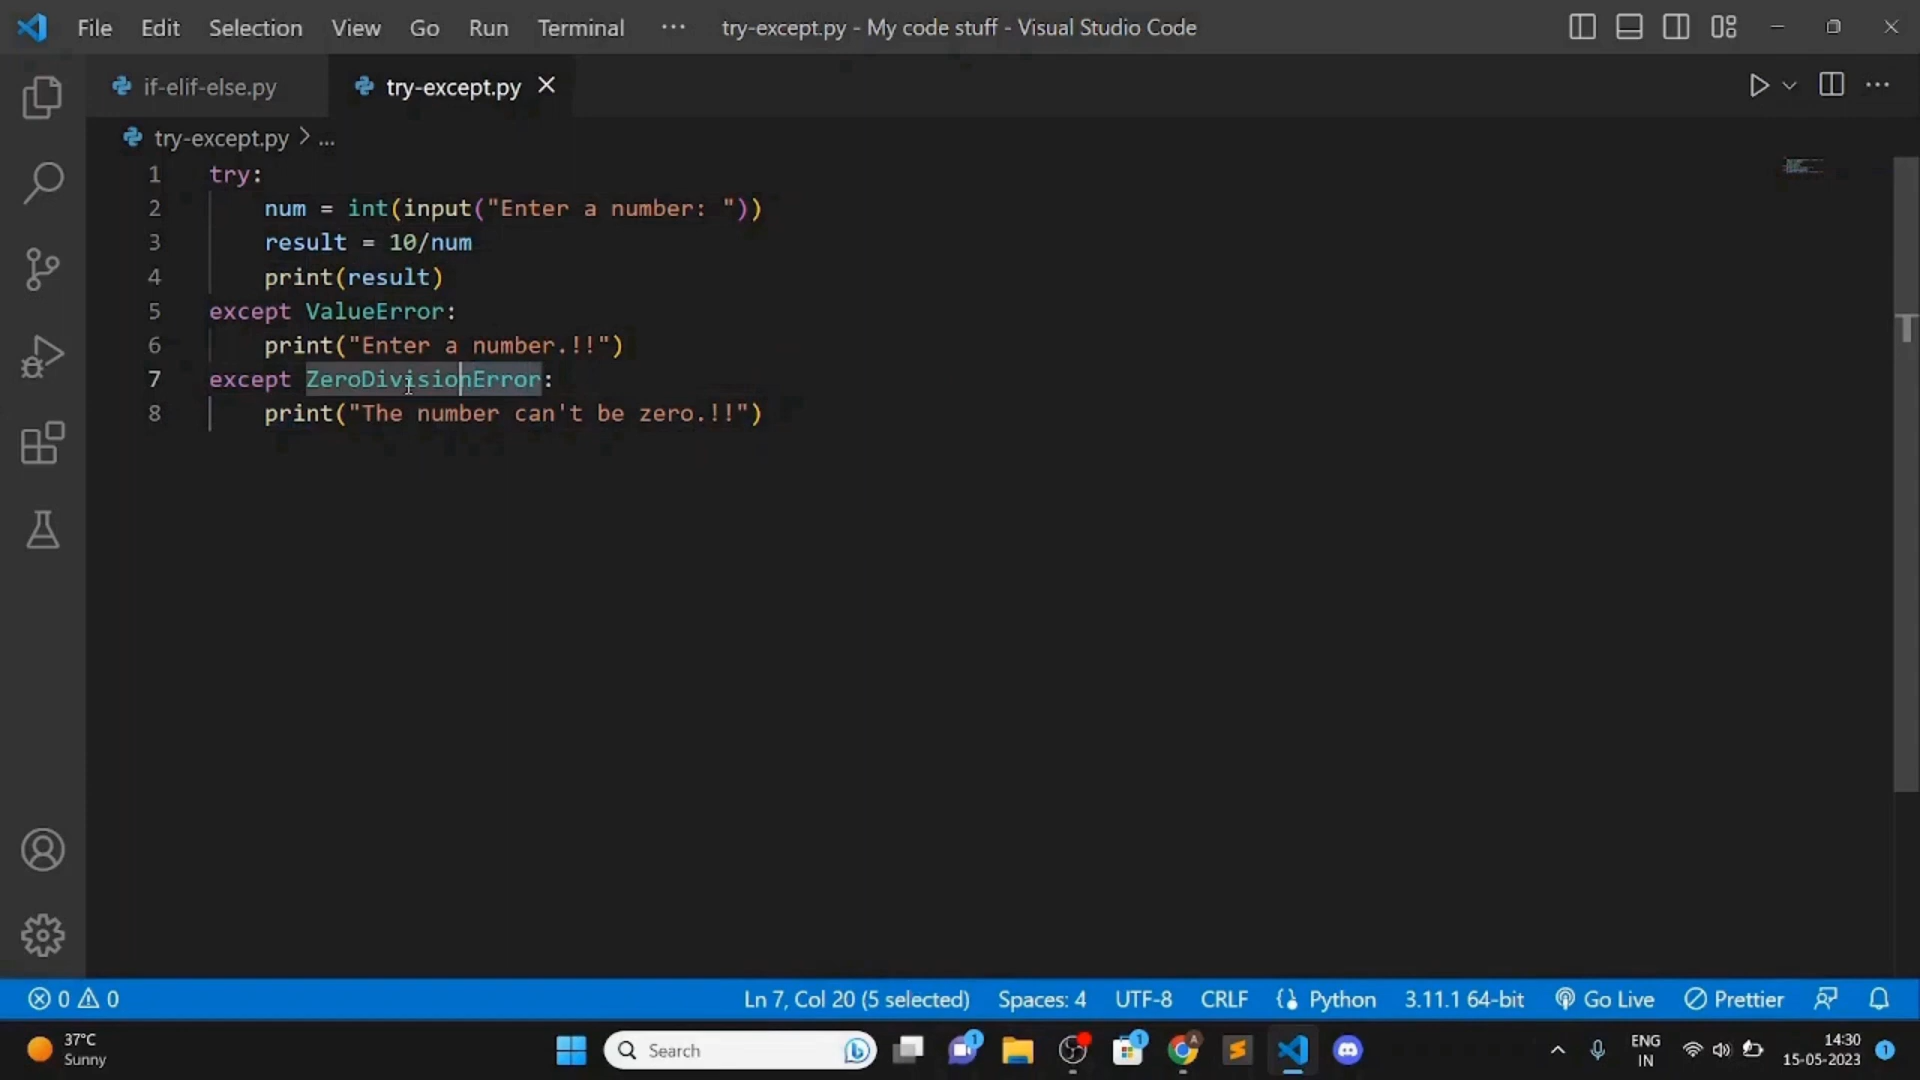 File Edit Selection View Go Run Terminal ··· try-except.py - My code stuff - Visual Studio Code
if-elif-else.py try-except.py
try-except.py > ...
1 try:
2     num = int(input("Enter a number: "))
3     result = 10/num
4     print(result)
5 except ValueError:
6     print("Enter a number.!!")
7 except ZeroDivisionError:
8     print("The number can't be zero.!!")
0 0 Ln 7, Col 20 (5 selected) Spaces: 4 UTF-8 CRLF Python 3.11.1 64-bit Go Live Prettier
37°C
Sunny
Search
1
1
A
ENG
IN
14:30
15-05-2023
1